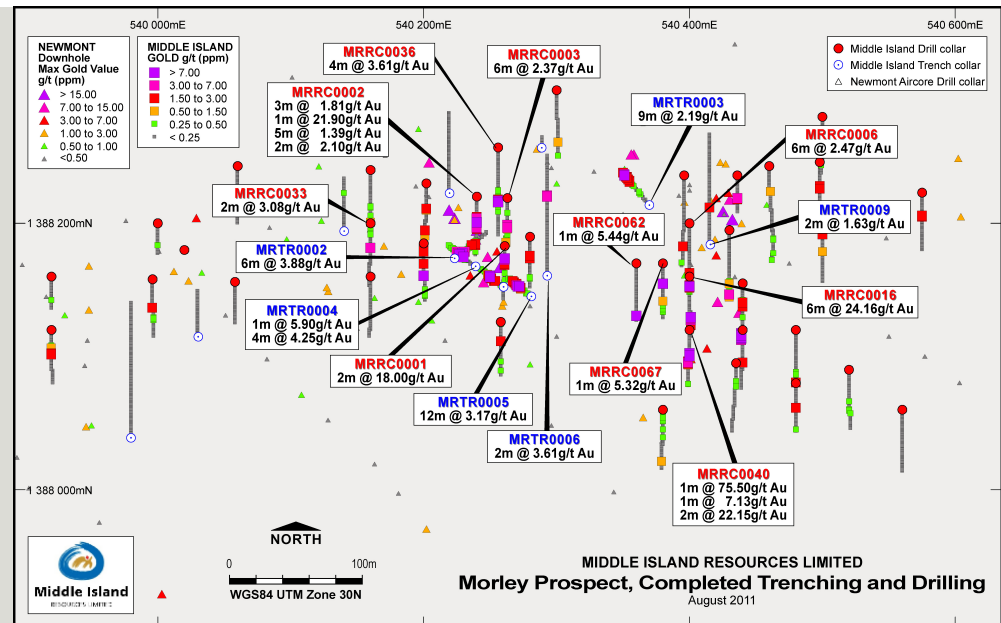 540 000mE
540 200mE
540 400mE
540 600mE
NEWMONT
Downhole
Max Gold Value
g/t (ppm)
> 15.00
7.00 to 15.00
3.00 to 7.00
1.00 to 3.00
0.50 to 1.00
<0.50
MIDDLE ISLAND
GOLD g/t (ppm)
> 7.00
3.00 to 7.00
1.50 to 3.00
0.50 to 1.50
0.25 to 0.50
< 0.25
Middle Island Drill collar
Middle Island Trench collar
Newmont Aircore Drill collar
MRRC0036
4m @ 3.61g/t Au
MRRC0003
6m @ 2.37g/t Au
MRRC0002
3m @ 1.81g/t Au
1m @ 21.90g/t Au
5m @ 1.39g/t Au
2m @ 2.10g/t Au
MRTR0003
9m @ 2.19g/t Au
MRRC0006
6m @ 2.47g/t Au
MRRC0033
2m @ 3.08g/t Au
MRTR0009
2m @ 1.63g/t Au
MRRC0062
1m @ 5.44g/t Au
1 388 200mN
MRTR0002
6m @ 3.88g/t Au
MRRC0016
6m @ 24.16g/t Au
MRTR0004
1m @ 5.90g/t Au
4m @ 4.25g/t Au
MRRC0001
2m @ 18.00g/t Au
MRRC0067
1m @ 5.32g/t Au
MRTR0005
12m @ 3.17g/t Au
MRTR0006
2m @ 3.61g/t Au
MRRC0040
1m @ 75.50g/t Au
1m @ 7.13g/t Au
2m @ 22.15g/t Au
1 388 000mN
NORTH
0
100m
WGS84 UTM Zone 30N
Middle Island
RESOURCES LIMITED
MIDDLE ISLAND RESOURCES LIMITED
Morley Prospect, Completed Trenching and Drilling
August 2011